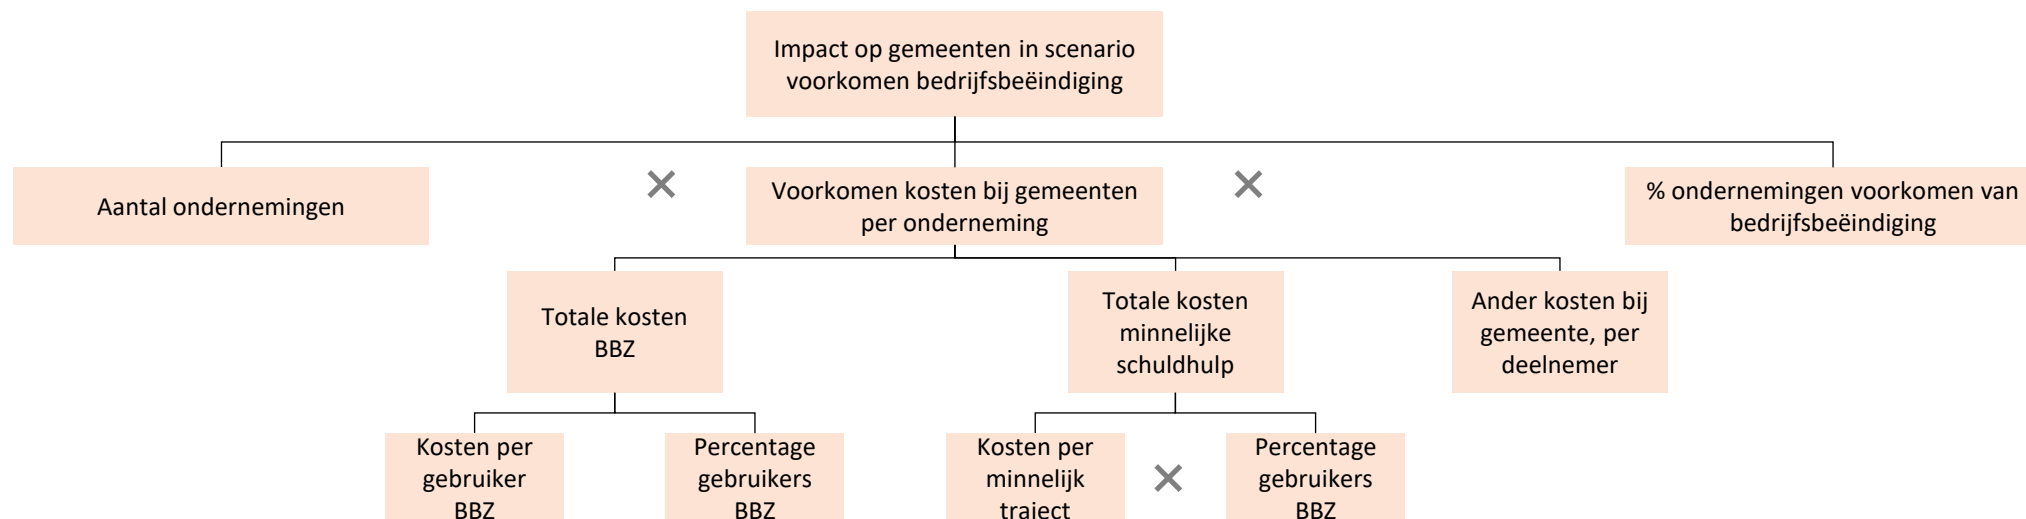 Impact op gemeenten in scenario
voorkomen bedrijfsbeëindiging
Aantal ondernemingen
Voorkomen kosten bij gemeenten
per onderneming
% ondernemingen voorkomen van
bedrijfsbeëindiging
Totale kosten
BBZ
Totale kosten
minnelijke
schuldhulp
Ander kosten bij
gemeente, per
deelnemer
Kosten per
gebruiker
BBZ
Percentage
gebruikers
BBZ
Kosten per
minnelijk
traject
Percentage
gebruikers
BBZ